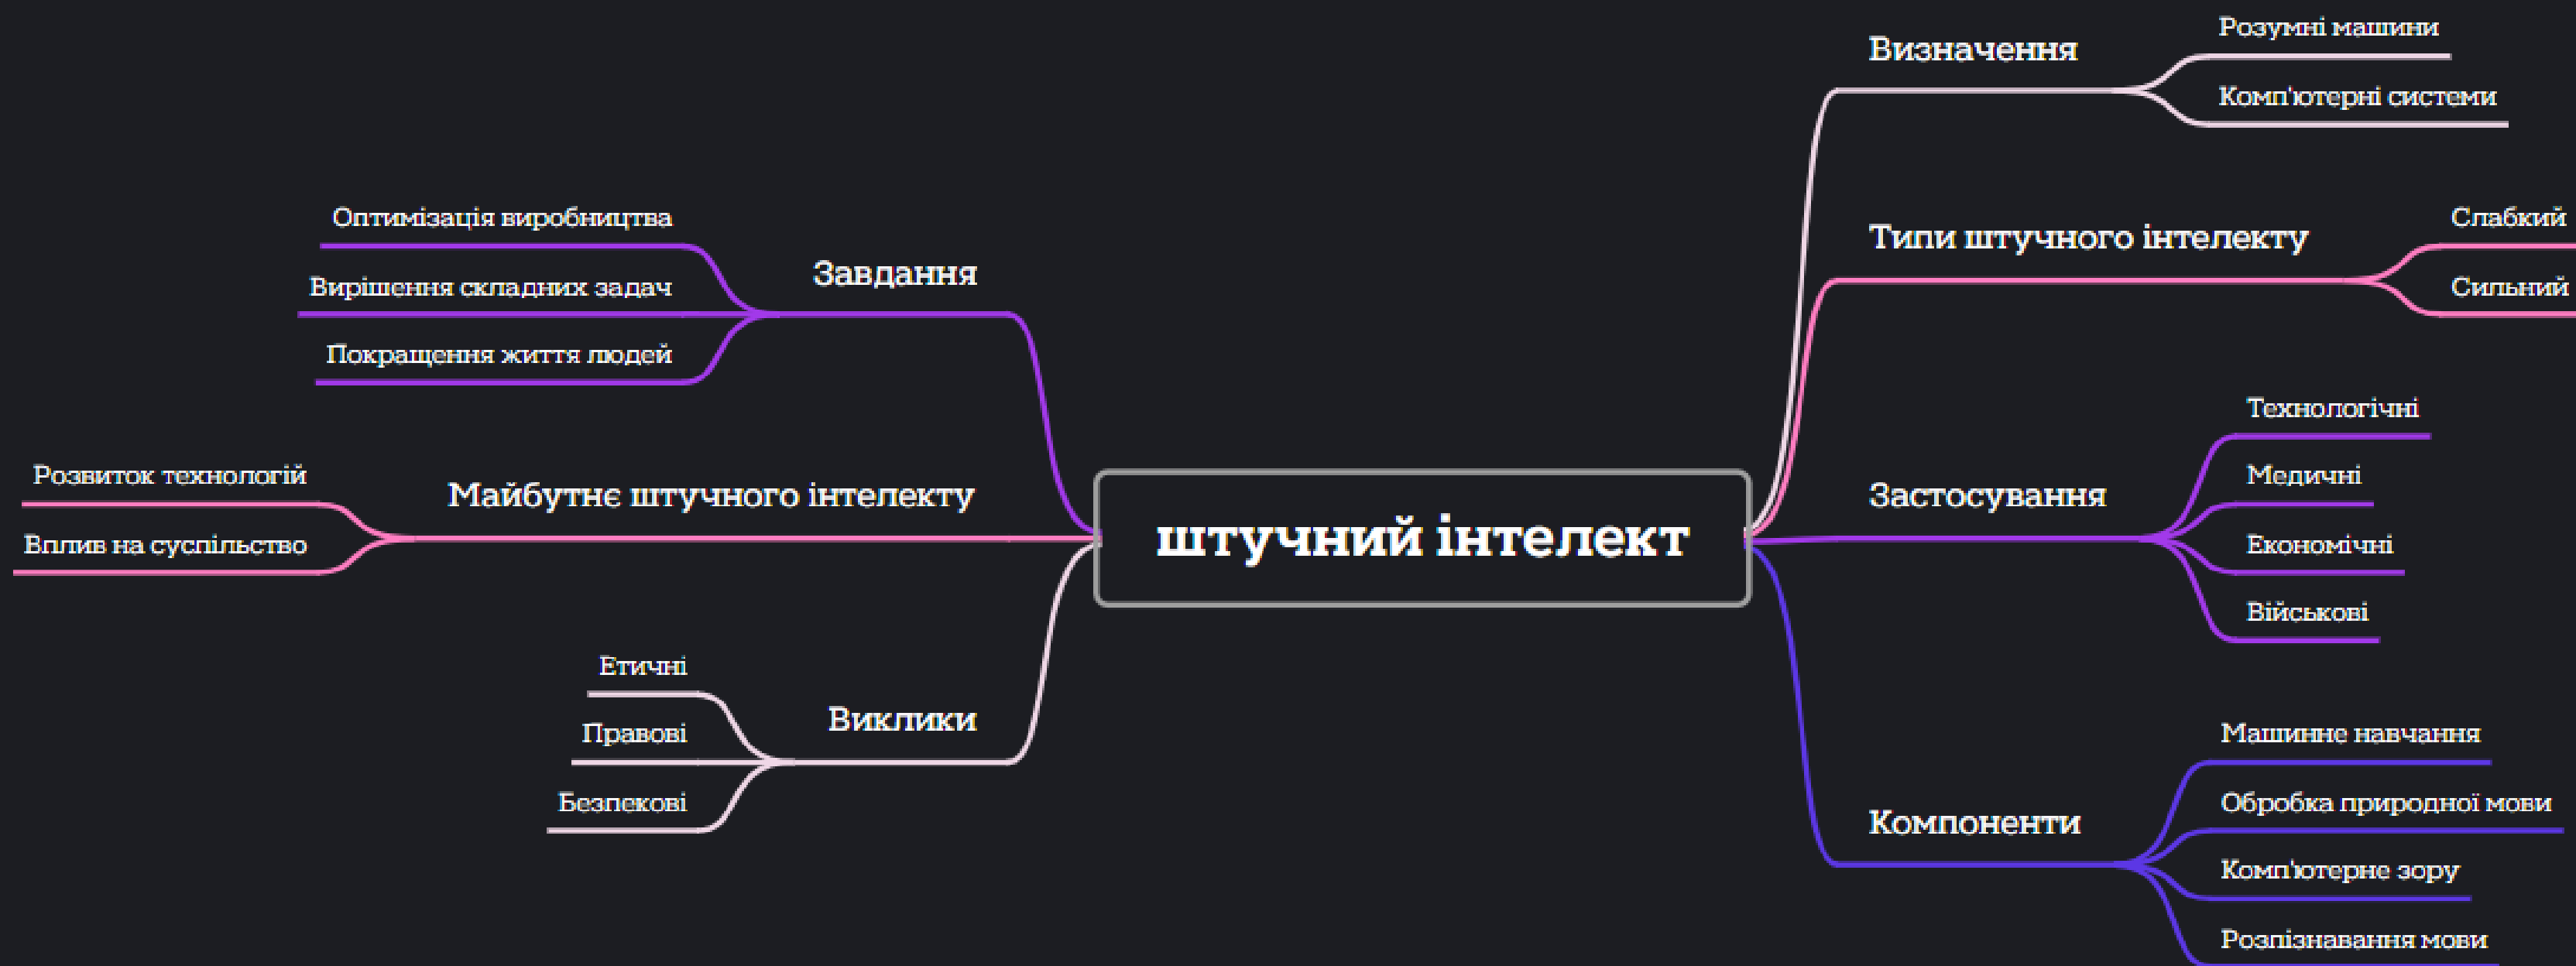 штучний інтелект
Визначення
Розумні машини
Комп'ютерні системи
Типи штучного інтелекту
Слабкий
Сильний
Застосування
Технологічні
Медичні
Економічні
Військові
Компоненти
Машинне навчання
Обробка природної мови
Комп'ютерне зору
Розпізнавання мови
Завдання
Оптимізація виробництва
Вирішення складних задач
Покращення життя людей
Майбутнє штучного інтелекту
Розвиток технологій
Вплив на суспільство
Виклики
Етичні
Правові
Безпекові